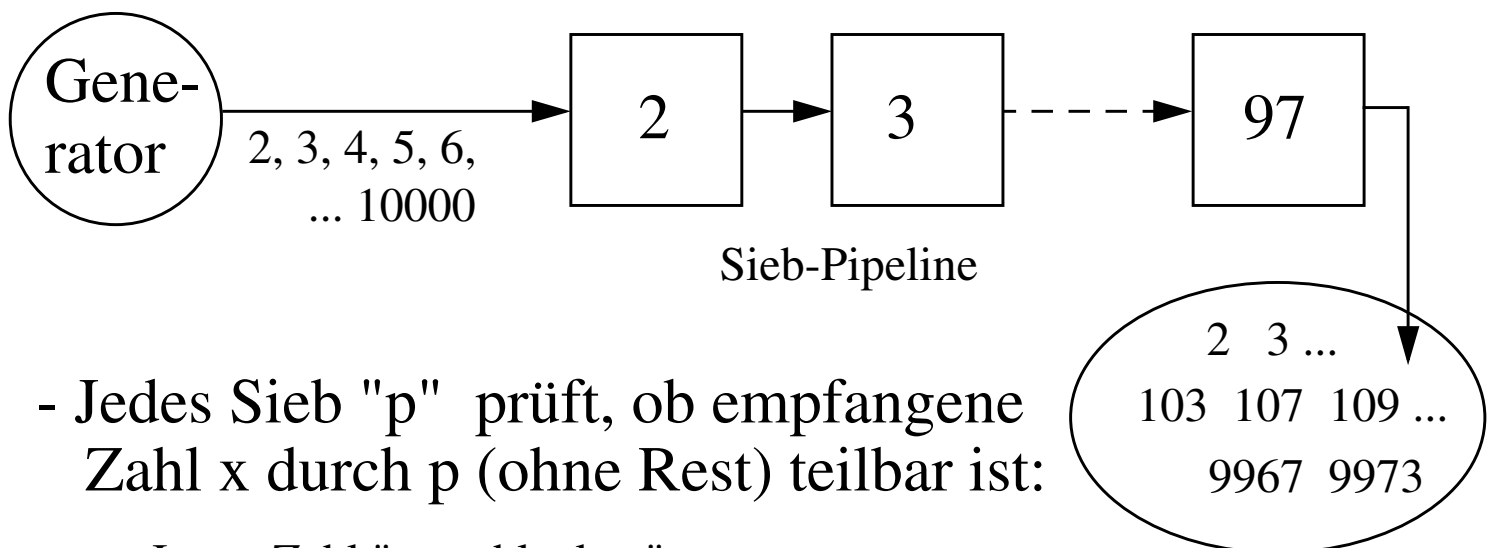 Gene-
rator
2, 3, 4, 5, 6,
... 10000
2
3
97
Sieb-Pipeline
2 3 ...
103 107 109 ...
9967 9973
- Jedes Sieb "p" prüft, ob empfangene
Zahl x durch p (ohne Rest) teilbar ist: